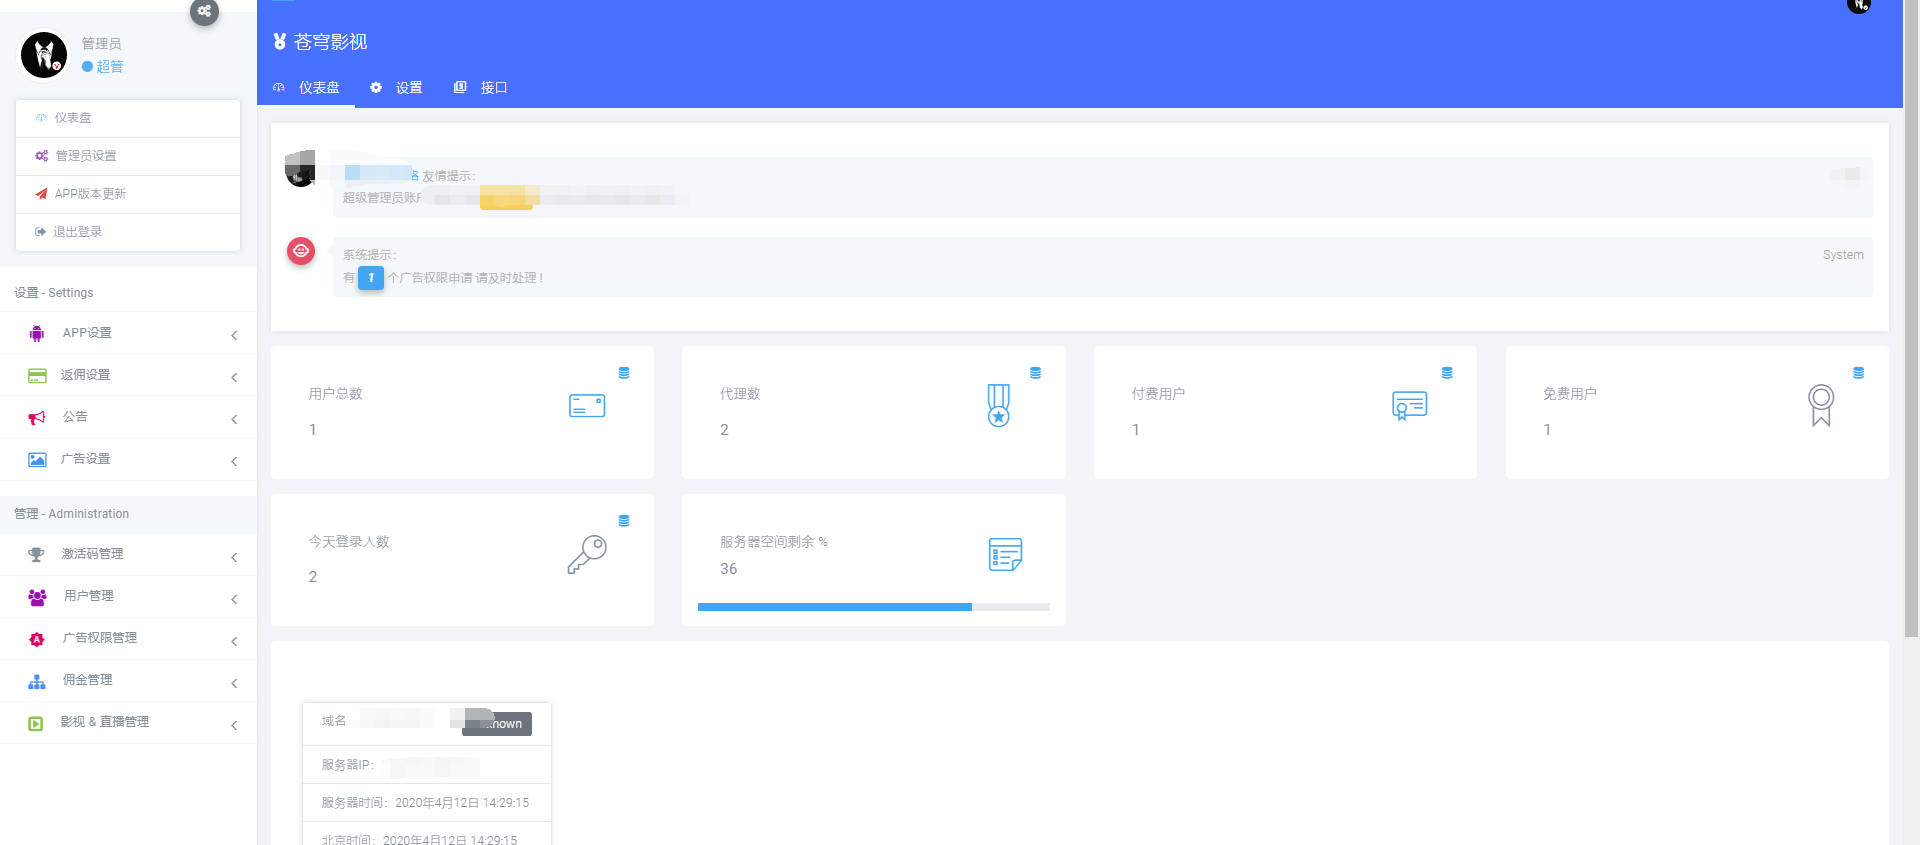 管理员
超管
仪表盘
管理员设置
APP版本更新
退出登录
设置 - Settings
APP设置
返佣设置
公告
广告设置
管理 - Administration
激活码管理
用户管理
广告权限管理
佣金管理
影视 & 直播管理
苍穹影视
仪表盘 设置 接口
友情提示：
超级管理员账
系统提示： System
有 1 个广告权限申请 请及时处理！
用户总数
1
代理数
2
付费用户
1
免费用户
1
今天登录人数
2
服务器空间剩余 %
36
域名
服务器IP：
服务器时间：2020年4月12日 14:29:15
北京时间：2020年4月12日 14:29:15